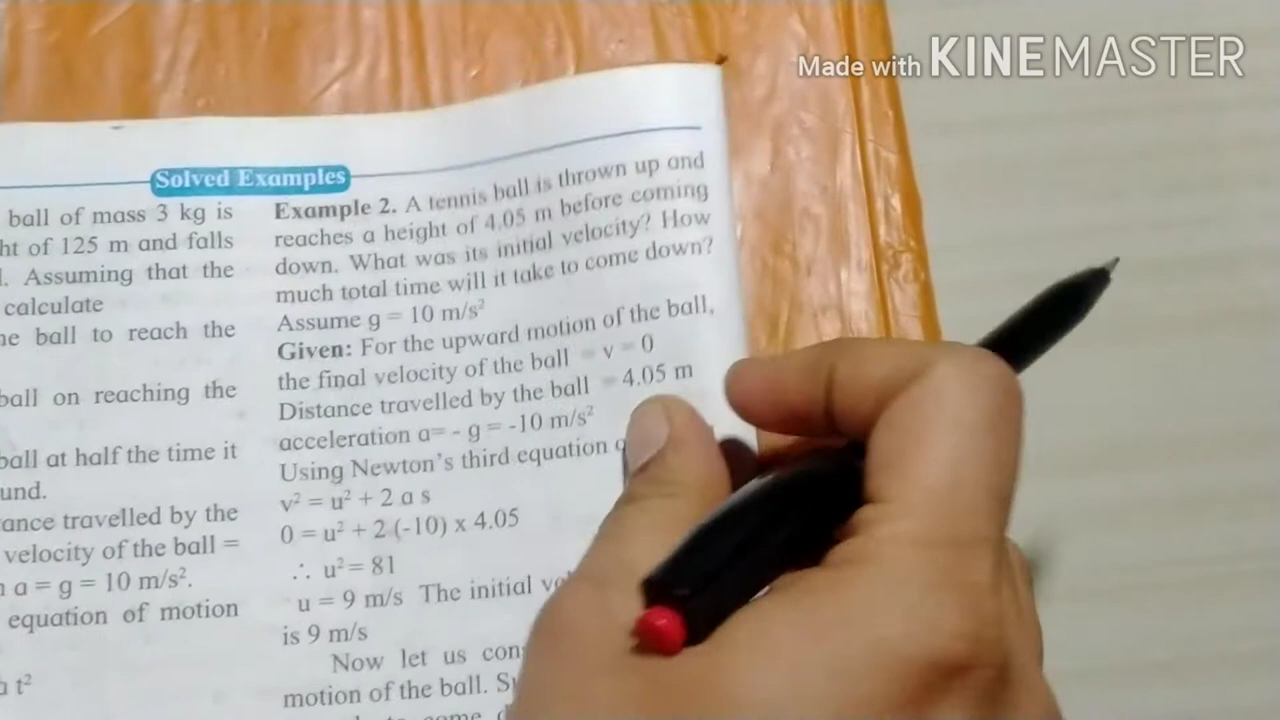 Made with KINEMASTER
Solved Examples
ball of mass 3 kg is
ht of 125 m and falls
. Assuming that the
calculate
ball to reach the
ball on reaching the
ball at half the time it
und.
ance travelled by the
velocity of the ball =
a = g = 10 m/s².
equation of motion
t²
Example 2. A tennis ball is thrown up and
reaches a height of 4.05 m before coming
down. What was its initial velocity? How
much total time will it take to come down?
Assume g = 10 m/s²
Given: For the upward motion of the ball,
the final velocity of the ball = v = 0
Distance travelled by the ball = 4.05 m
acceleration a= - g = -10 m/s²
Using Newton's third equation
v² = u² + 2 a s
0 = u² + 2 (-10) x 4.05
∴ u² = 81
u = 9 m/s The initial
is 9 m/s
Now let us
motion of the ball.